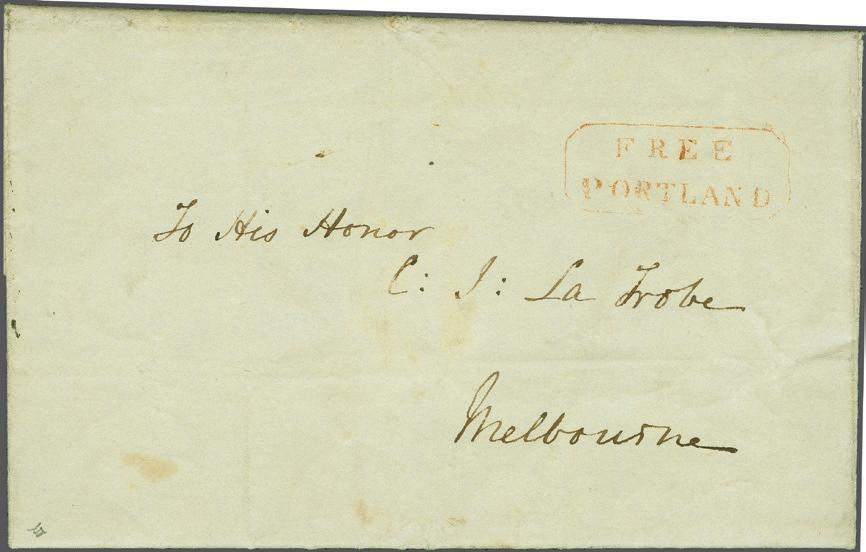 FREE
PORTLAND
To His Honor
C: J: La Trobe
Melbourne